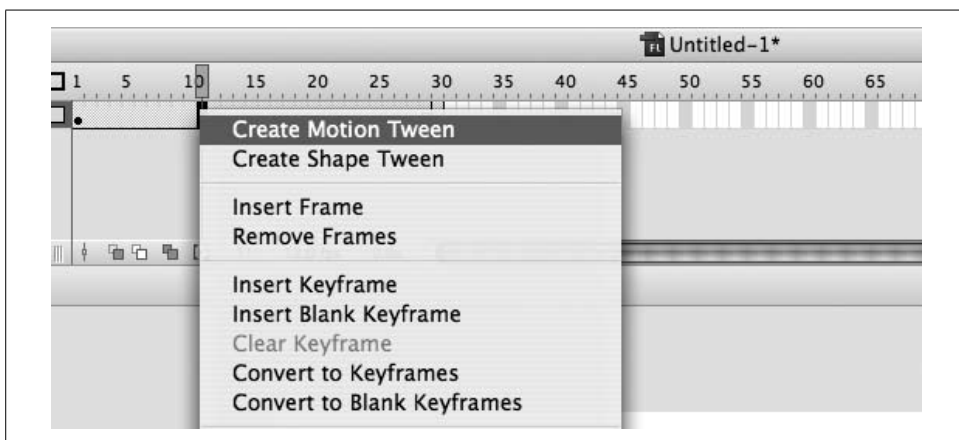 FL Untitled-1*
1 5 10 15 20 25 30 35 40 45 50 55 60 65
Create Motion Tween
Create Shape Tween
Insert Frame
Remove Frames
Insert Keyframe
Insert Blank Keyframe
Clear Keyframe
Convert to Keyframes
Convert to Blank Keyframes